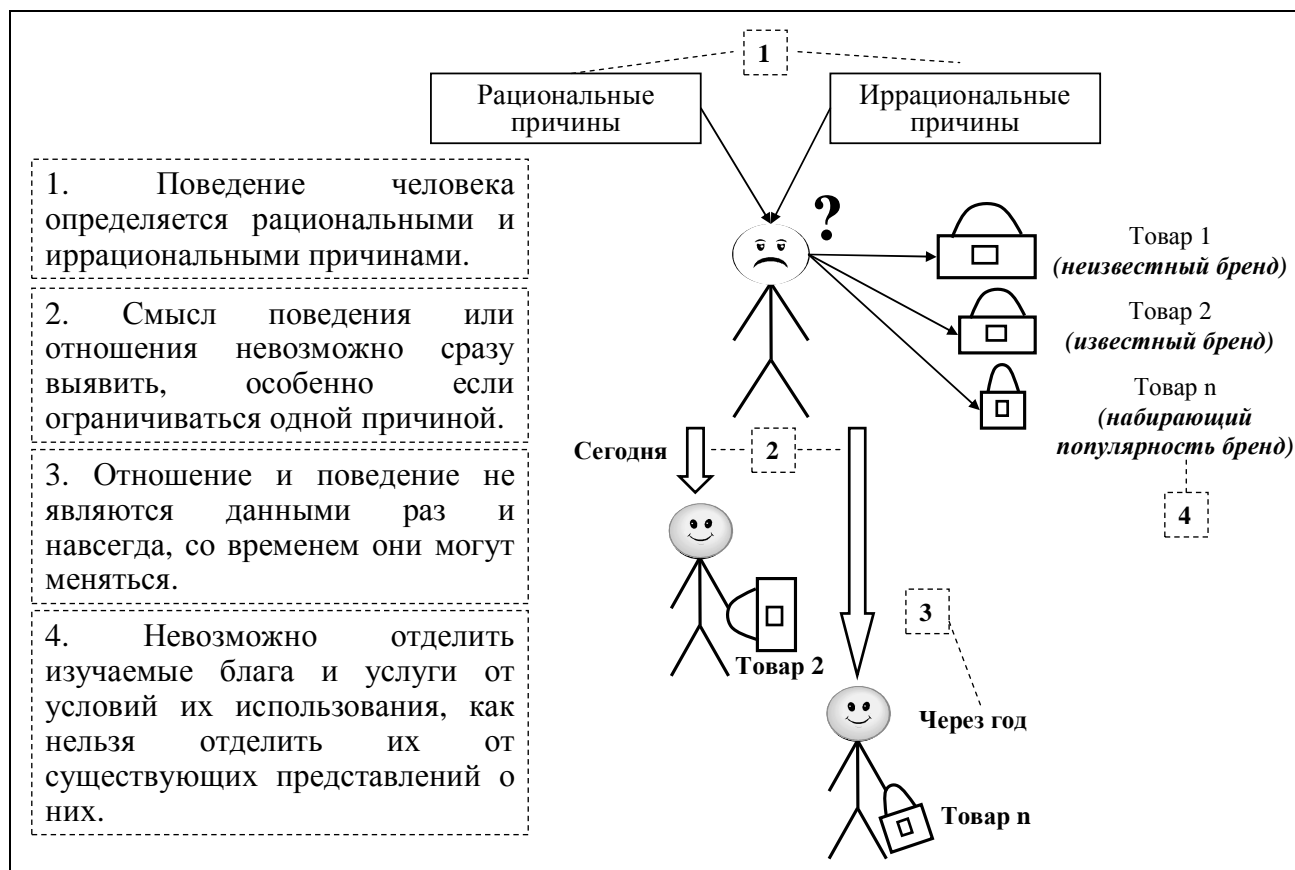 1
Рациональные
причины
Иррациональные
причины
1. Поведение человека
определяется рациональными и
иррациональными причинами.
2. Смысл поведения или
отношения невозможно сразу
выявить, особенно если
ограничиваться одной причиной.
3. Отношение и поведение не
являются данными раз и
навсегда, со временем они могут
меняться.
4. Невозможно отделить
изучаемые блага и услуги от
условий их использования, как
нельзя отделить их от
существующих представлений о
них.
?
Товар 1
(неизвестный бренд)
Товар 2
(известный бренд)
Товар n
(набирающий
популярность бренд)
4
Сегодня
2
Товар 2
3
Через год
Товар n